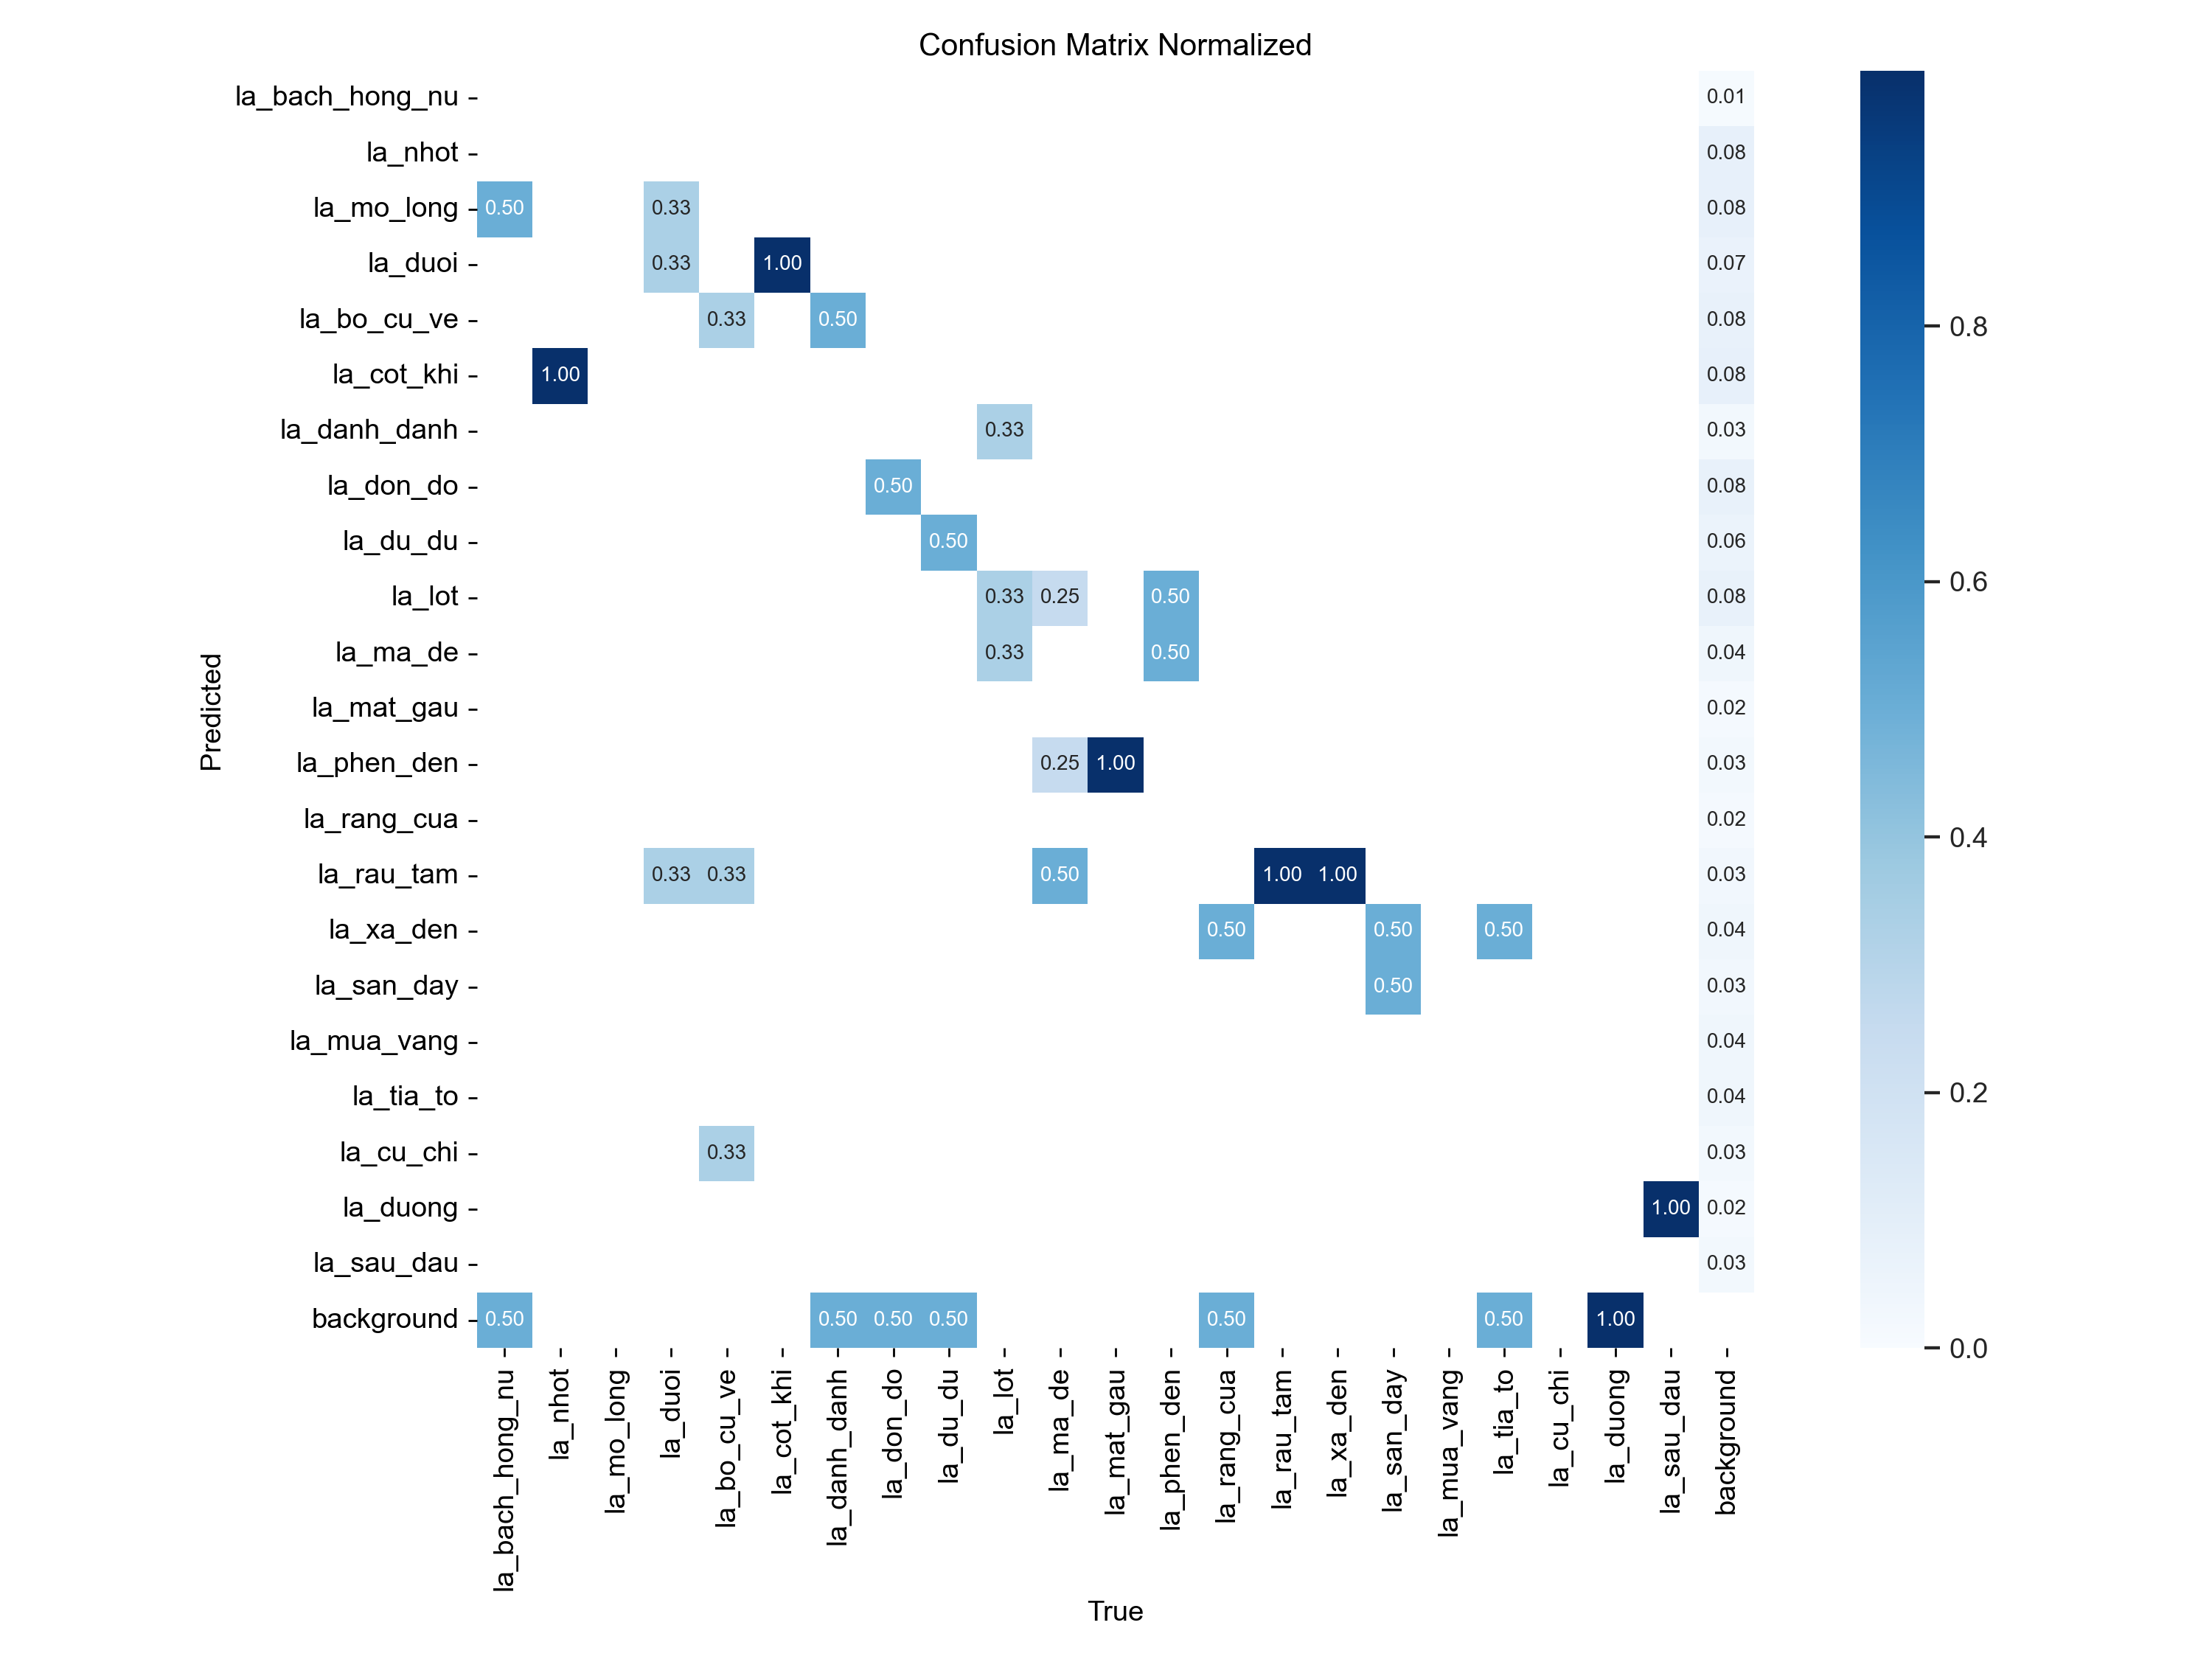 Confusion Matrix Normalized
la_bach_hong_nu 0.01
la_nhot 0.08
la_mo_long 0.50 0.33 0.08
la_duoi 0.33 1.00 0.07
la_bo_cu_ve 0.33 0.50 0.08
0.8
la_cot_khi 1.00 0.08
la_danh_danh 0.33 0.03
la_don_do 0.50 0.08
la_du_du 0.50 0.06
0.6
la_lot 0.33 0.25 0.50 0.08
la_ma_de 0.33 0.50 0.04
Predicted
la_mat_gau 0.02
la_phen_den 0.25 1.00 0.03
la_rang_cua 0.02
0.4
la_rau_tam 0.33 0.33 0.50 1.00 1.00 0.03
la_xa_den 0.50 0.50 0.50 0.04
la_san_day 0.50 0.03
la_mua_vang 0.04
0.2
la_tia_to 0.04
la_cu_chi 0.33 0.03
la_duong 1.00 0.02
la_sau_dau 0.03
background 0.50 0.50 0.50 0.50 0.50 0.50 1.00
0.0
la_bach_hong_nu
la_nhot
la_mo_long
la_duoi
la_bo_cu_ve
la_cot_khi
la_danh_danh
la_don_do
la_du_du
la_lot
la_ma_de
la_mat_gau
la_phen_den
la_rang_cua
la_rau_tam
la_xa_den
la_san_day
la_mua_vang
la_tia_to
la_cu_chi
la_duong
la_sau_dau
background
True